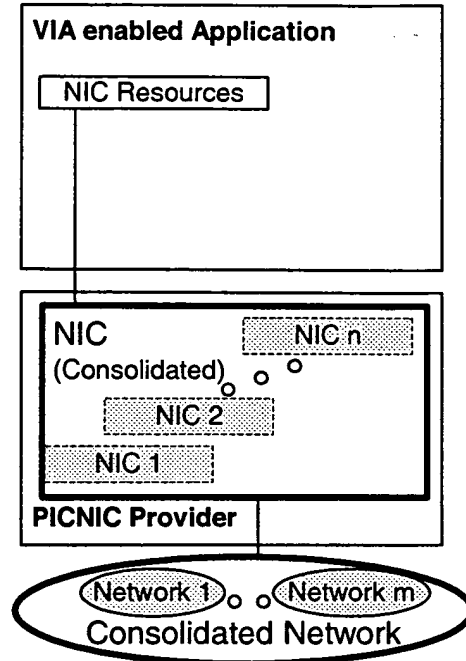 VIA enabled Application
NIC Resources
NIC
NIC n
(Consolidated)
NIC 2
NIC 1
PICNIC Provider
Network 1
Network m
Consolidated Network